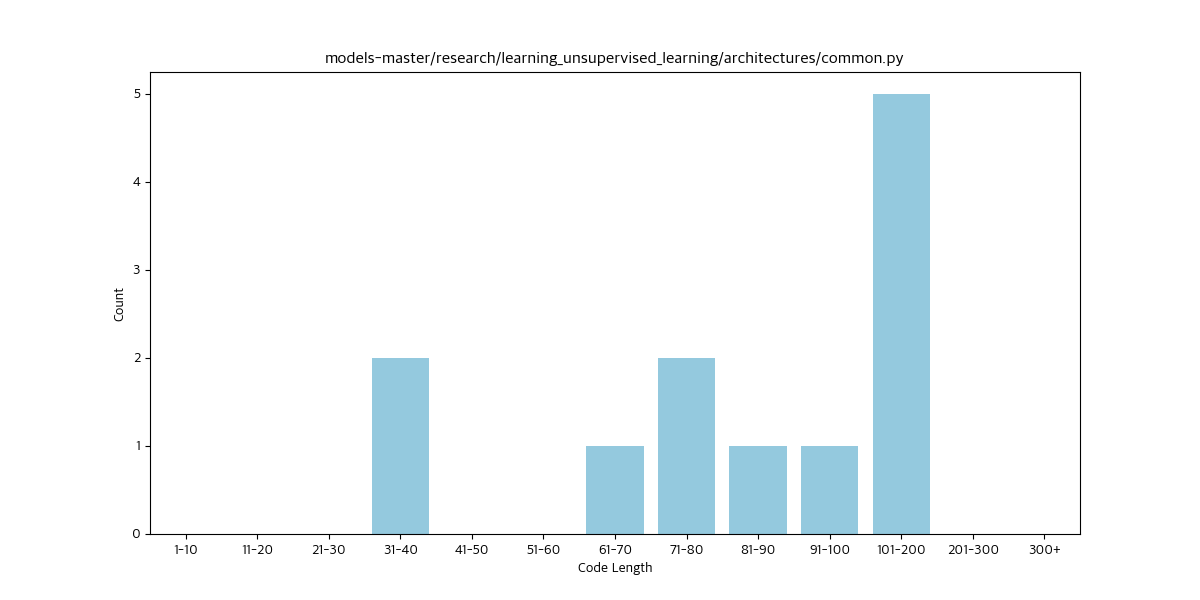 models-master/research/learning_unsupervised_learning/architectures/common.py
5
4
3
2
1
0
Count
1-10 11-20 21-30 31-40 41-50 51-60 61-70 71-80 81-90 91-100 101-200 201-300 300+
Code Length